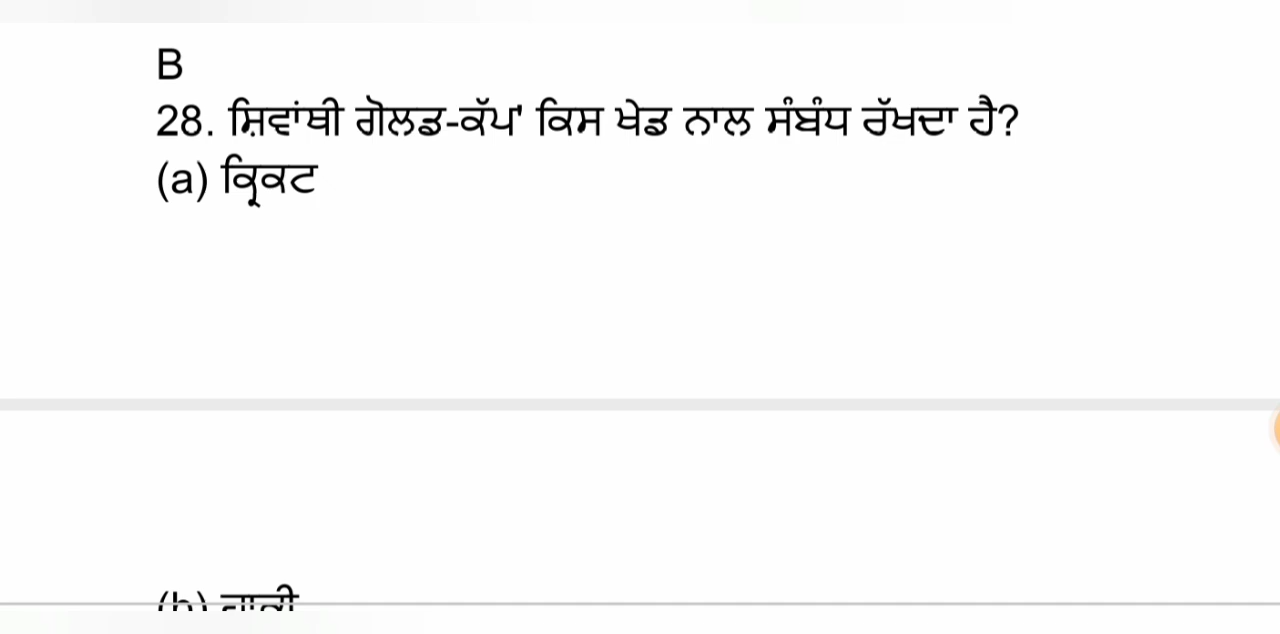 B
28. ਸ਼ਿਵਾਂਥੀ ਗੋਲਡ-ਕੱਪ' ਕਿਸ ਖੇਡ ਨਾਲ ਸੰਬੰਧ ਰੱਖਦਾ ਹੈ?
(a) ਕ੍ਰਿਕਟ
(b)